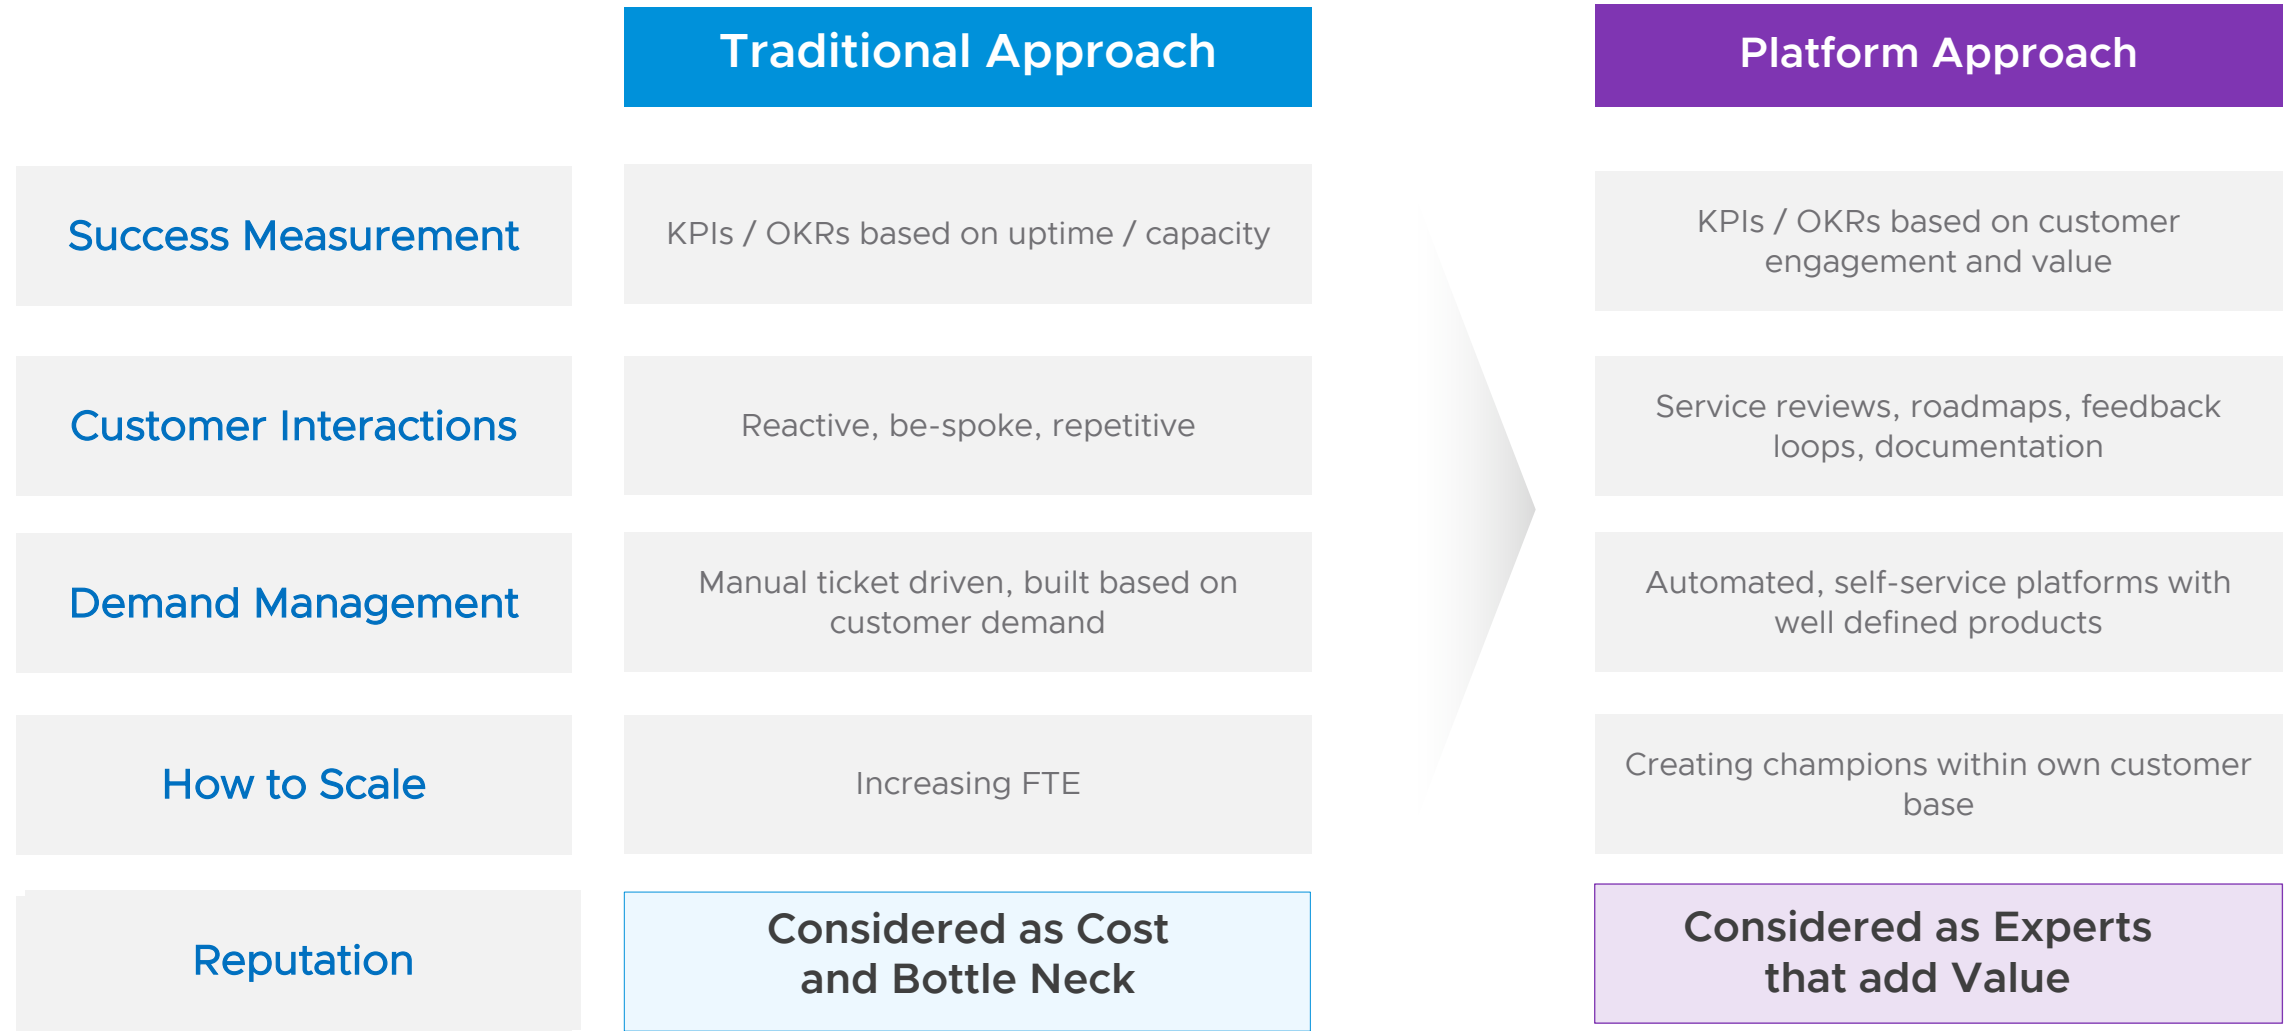 Traditional Approach
Platform Approach
Success Measurement
KPIs / OKRs based on uptime / capacity
KPIs / OKRs based on customer
engagement and value
Customer Interactions
Reactive, be-spoke, repetitive
Service reviews, roadmaps, feedback
loops, documentation
Demand Management
Manual ticket driven, built based on
customer demand
Automated, self-service platforms with
well defined products
How to Scale
Increasing FTE
Creating champions within own customer
base
Reputation
Considered as Cost
and Bottle Neck
Considered as Experts
that add Value